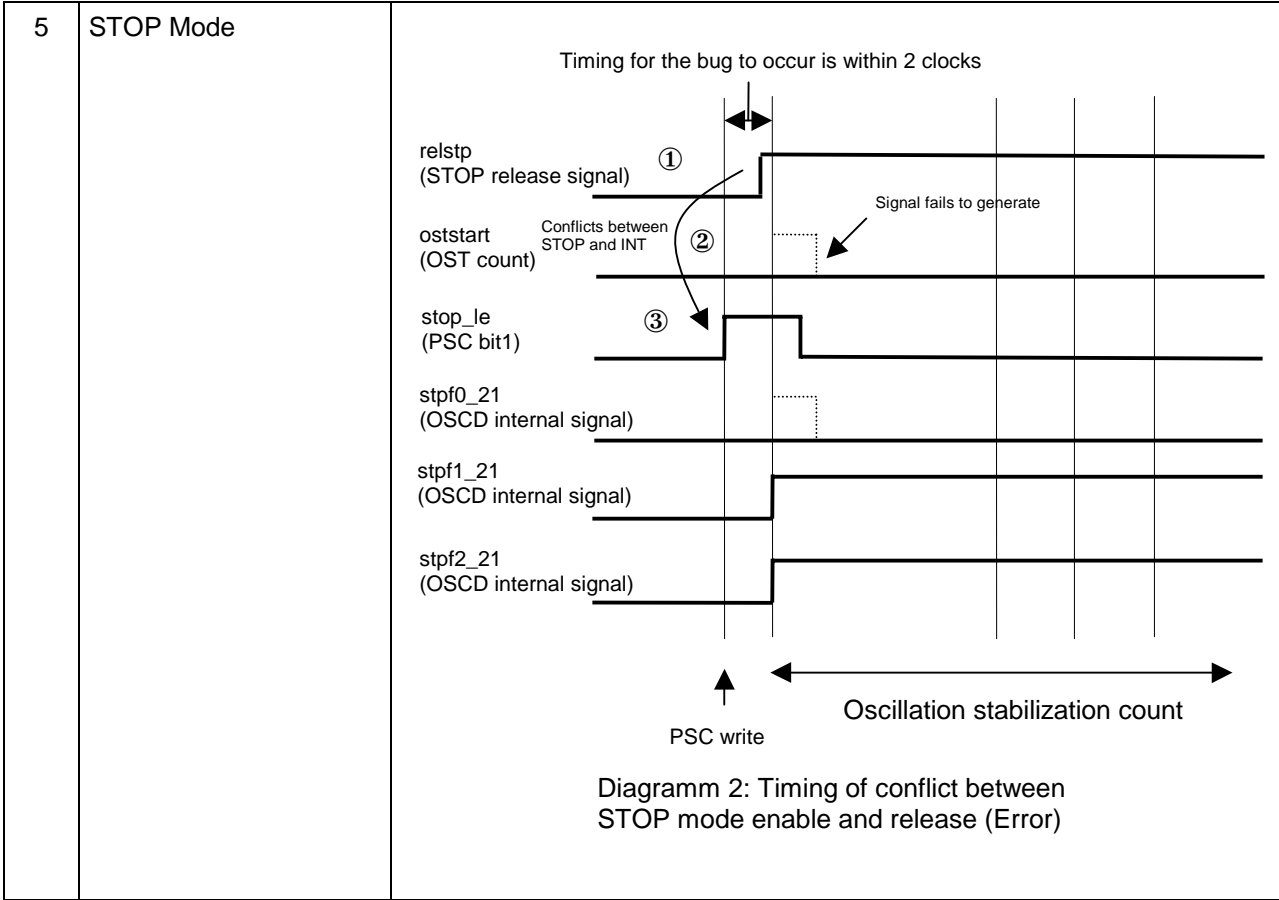 5 STOP Mode
Timing for the bug to occur is within 2 clocks
relstp
(STOP release signal)
①
Signal fails to generate
oststart
(OST count)
Conflicts between
STOP and INT
②
stop_le
(PSC bit1)
③
stpf0_21
(OSCD internal signal)
stpf1_21
(OSCD internal signal)
stpf2_21
(OSCD internal signal)
Oscillation stabilization count
PSC write
Diagramm 2: Timing of conflict between
STOP mode enable and release (Error)